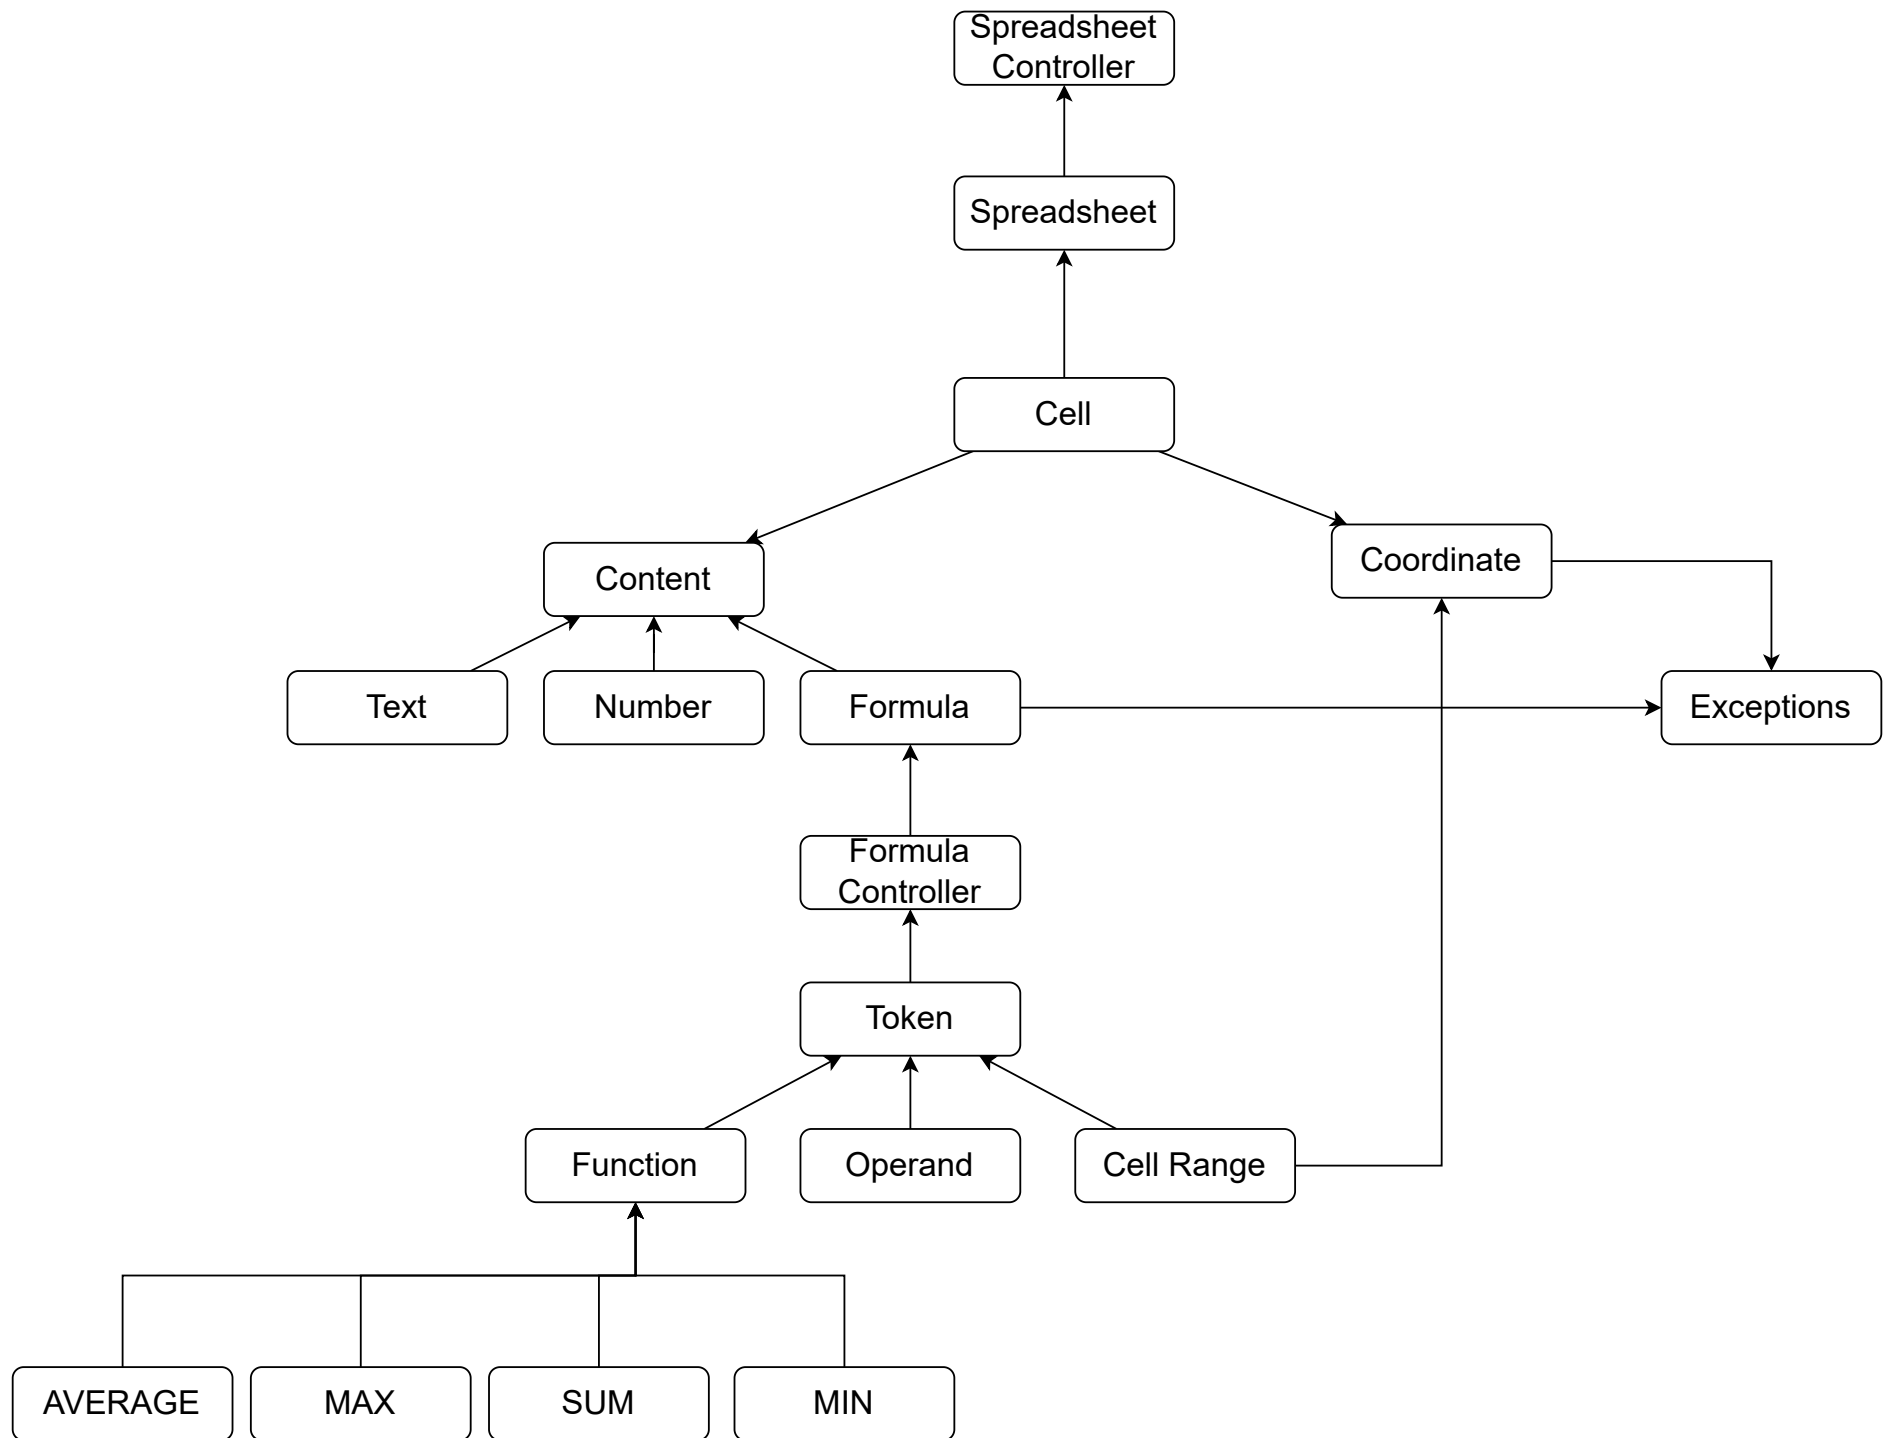 Spreadsheet
Controller
Spreadsheet
Cell
Content
Coordinate
Text
Number
Formula
Exceptions
Formula
Controller
Token
Function
Operand
Cell Range
AVERAGE
MAX
SUM
MIN